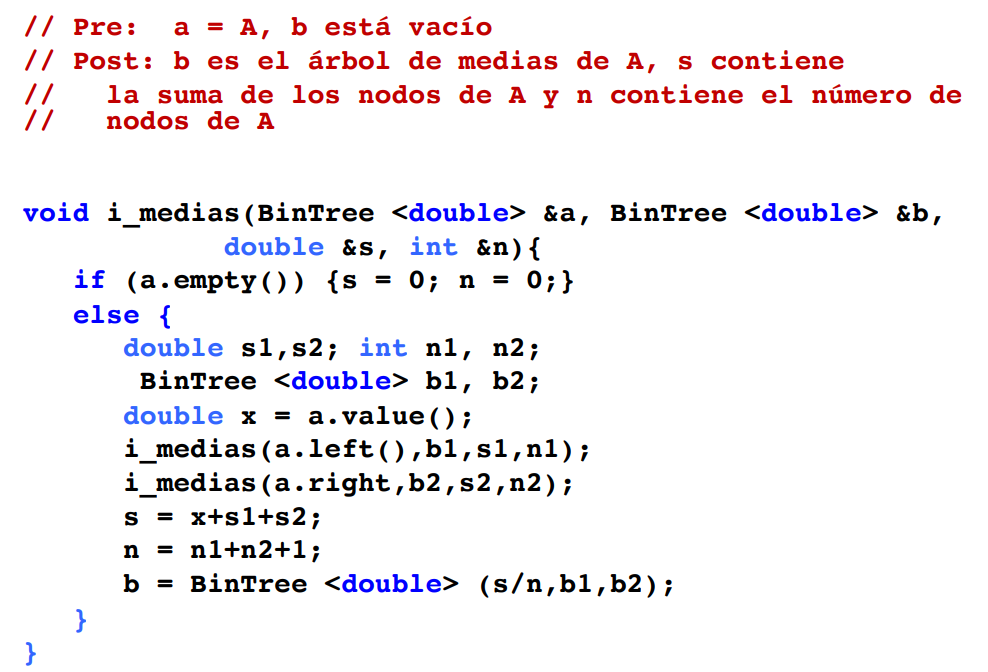 // Pre:  a = A, b está vacío
// Post: b es el árbol de medias de A, s contiene
//   la suma de los nodos de A y n contiene el número de
//   nodos de A
void i_medias(BinTree <double> &a, BinTree <double> &b,
            double &s, int &n){
   if (a.empty()) {s = 0; n = 0;}
   else {
      double s1,s2; int n1, n2;
       BinTree <double> b1, b2;
      double x = a.value();
      i_medias(a.left(),b1,s1,n1);
      i_medias(a.right,b2,s2,n2);
      s = x+s1+s2;
      n = n1+n2+1;
      b = BinTree <double> (s/n,b1,b2);
   }
}